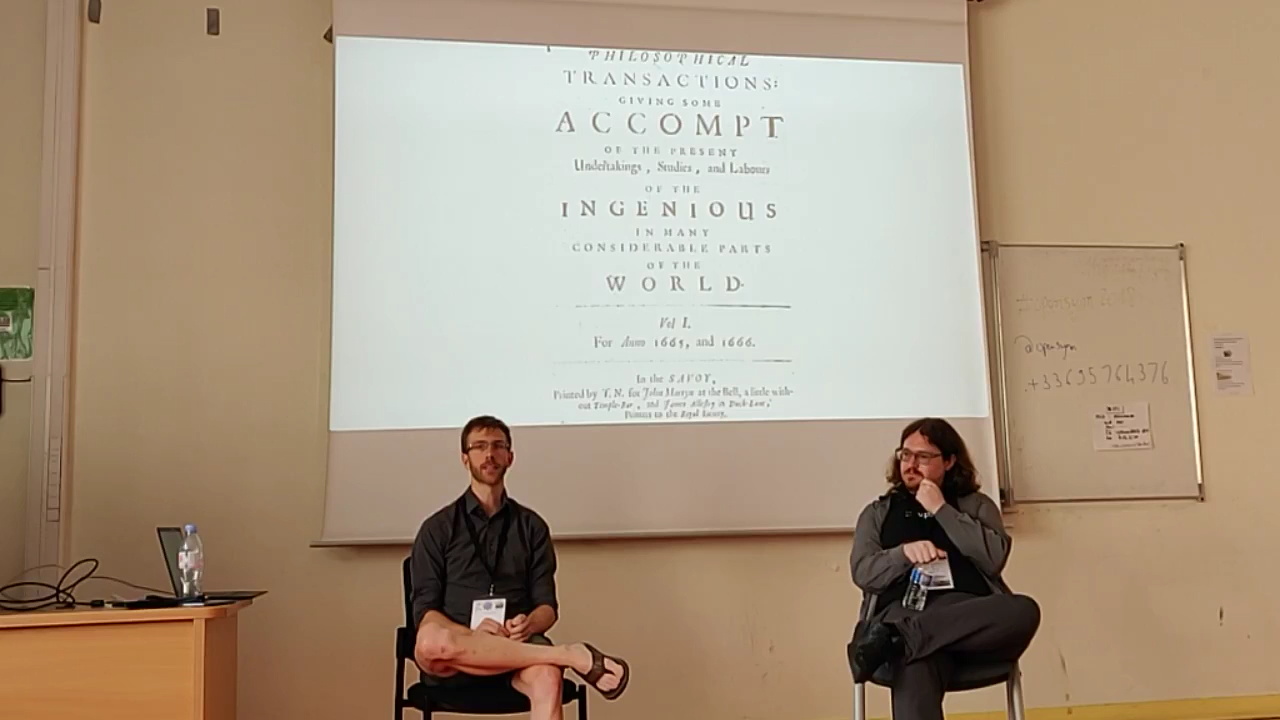 PHILOSOPHICAL
TRANSACTIONS:
GIVING SOME
ACCOMPT
OF THE PRESENT
Undertakings, Studies, and Labours
OF THE
INGENIOUS
IN MANY
CONSIDERABLE PARTS
OF THE
WORLD.
Vol I.
For Anno 1665, and 1666.
In the SAVOY,
Printed by T. N. for John Martyn at the Bell, a little with-
out Temple-Bar, and James Allestry in Duck-Lane,
Printers to the Royal Society.
#opensym 2018
@opensym
+33695764376